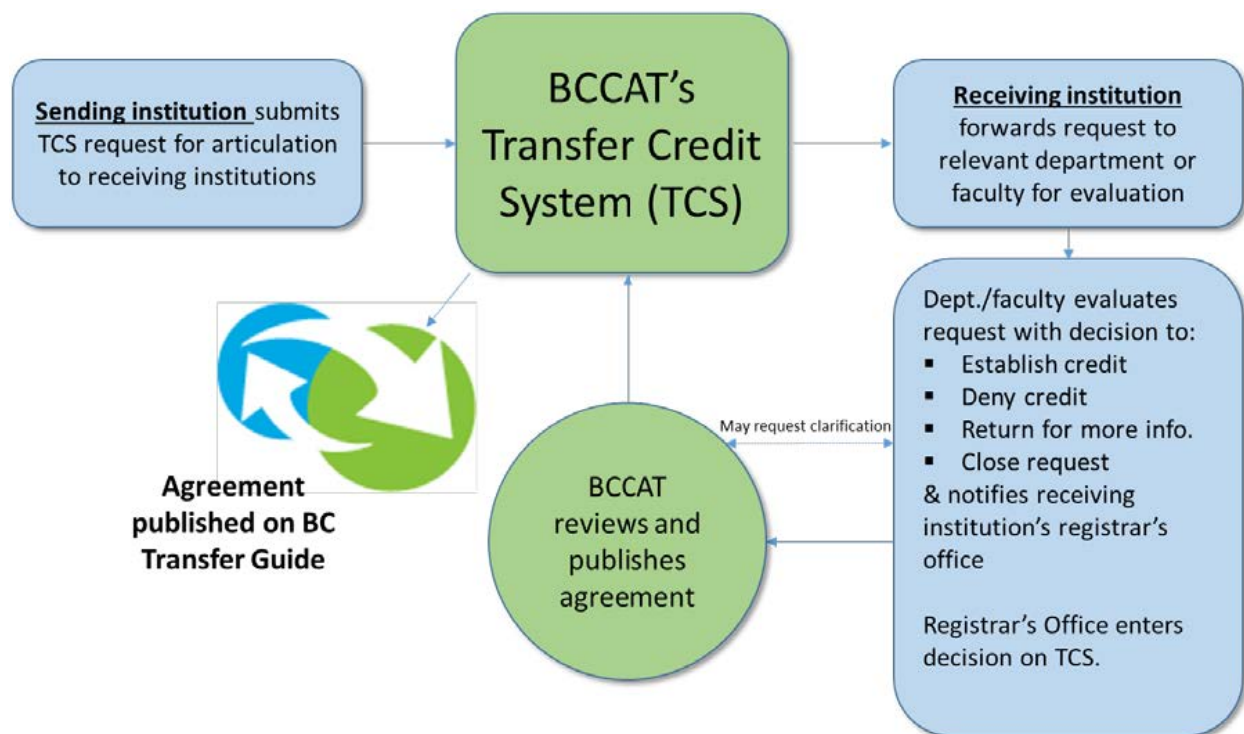 Sending institution submits
TCS request for articulation
to receiving institutions
BCCAT's
Transfer Credit
System (TCS)
Receiving institution
forwards request to
relevant department or
faculty for evaluation
Dept./faculty evaluates
request with decision to:
▪ Establish credit
▪ Deny credit
▪ Return for more info.
▪ Close request
& notifies receiving
institution's registrar's
office
Registrar's Office enters
decision on TCS.
May request clarification
BCCAT
reviews and
publishes
agreement
Agreement
published on BC
Transfer Guide